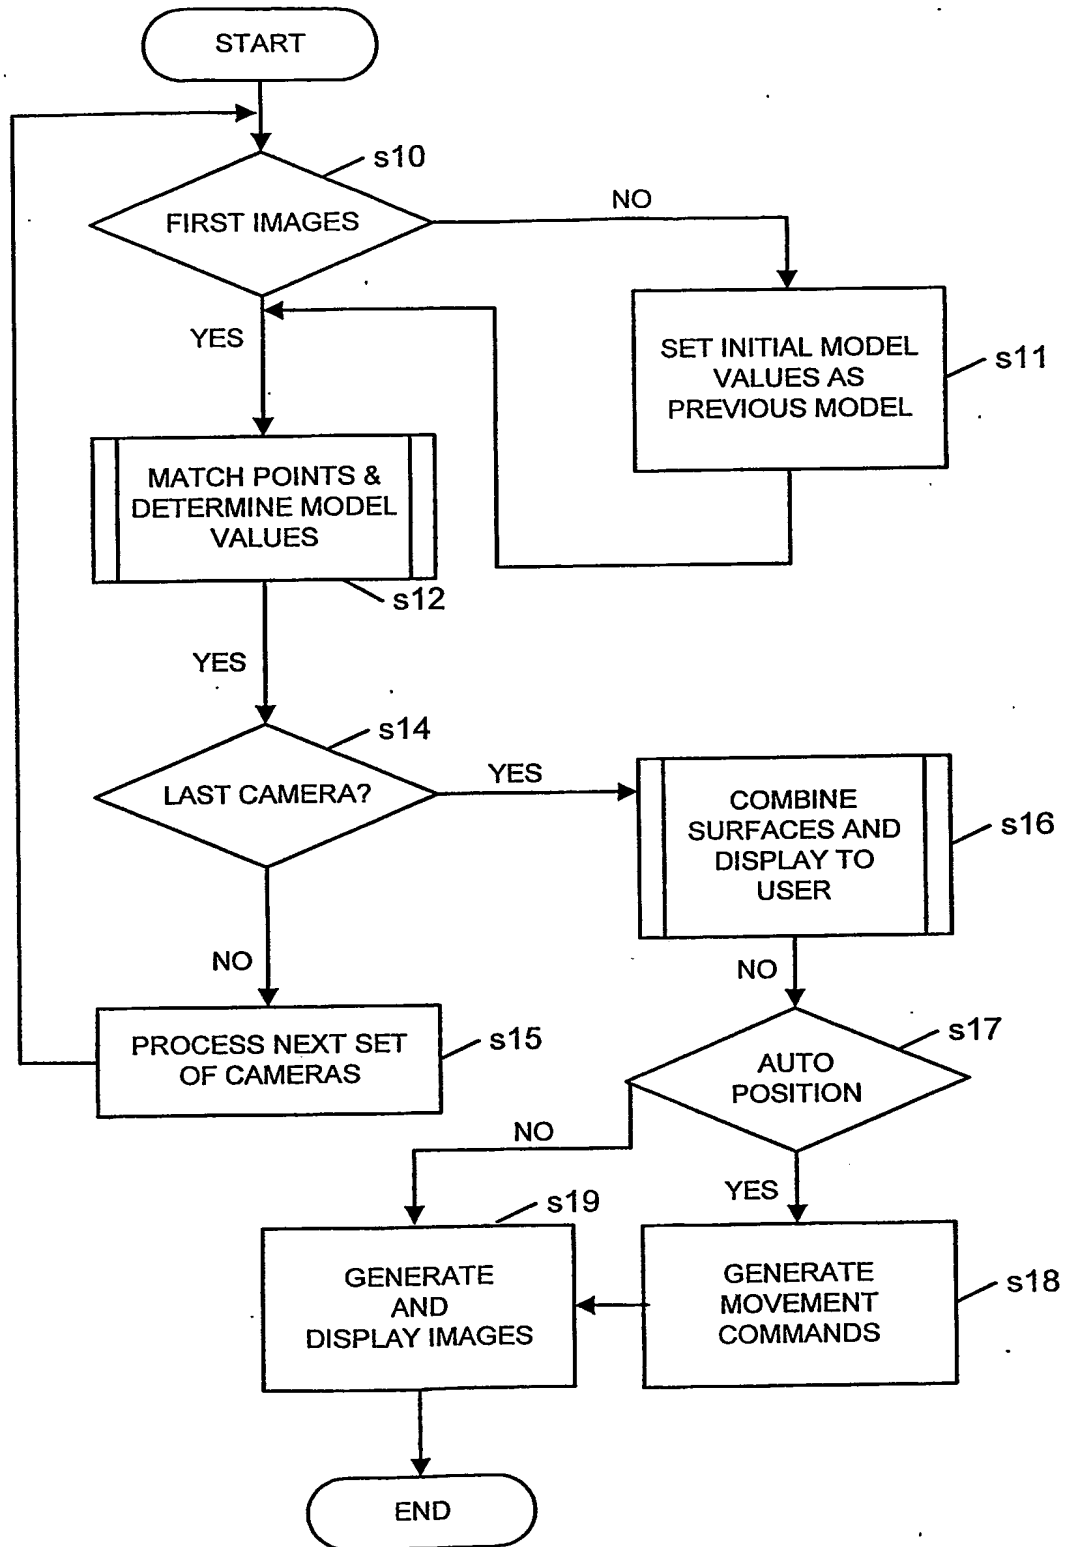 START
s10
FIRST IMAGES
NO
YES
SET INITIAL MODEL
VALUES AS
PREVIOUS MODEL
s11
MATCH POINTS &
DETERMINE MODEL
VALUES
s12
YES
s14
LAST CAMERA?
YES
COMBINE
SURFACES AND
DISPLAY TO
USER
s16
NO
NO
PROCESS NEXT SET
OF CAMERAS
s15
s17
AUTO
POSITION
NO
YES
s19
GENERATE
AND
DISPLAY IMAGES
GENERATE
MOVEMENT
COMMANDS
s18
END